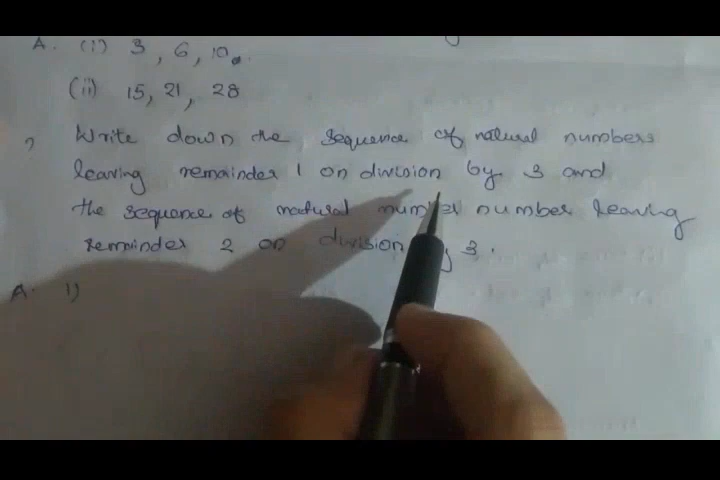 A. (i) 3, 6, 10.
(ii) 15, 21, 28
? Write down the sequence of natural numbers
leaving remainder 1 on division by 3 and
the sequence of natural number number leaving
remainder 2 on division 3.
A. 1)